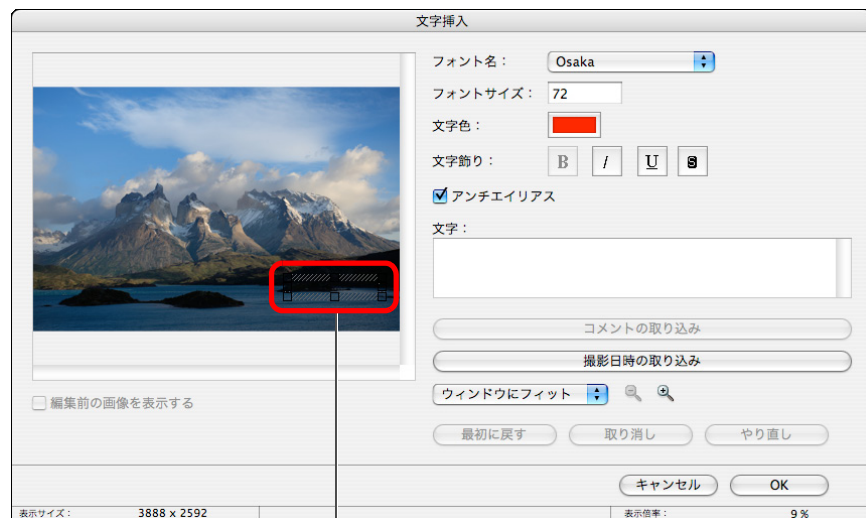 文字挿入
フォント名： Osaka
フォントサイズ： 72
文字色：
文字飾り： B I U S
アンチエイリアス
文字：
コメントの取り込み
撮影日時の取り込み
ウィンドウにフィット
編集前の画像を表示する
最初に戻す 取り消し やり直し
キャンセル OK
表示サイズ： 3888 x 2592 表示倍率： 9%